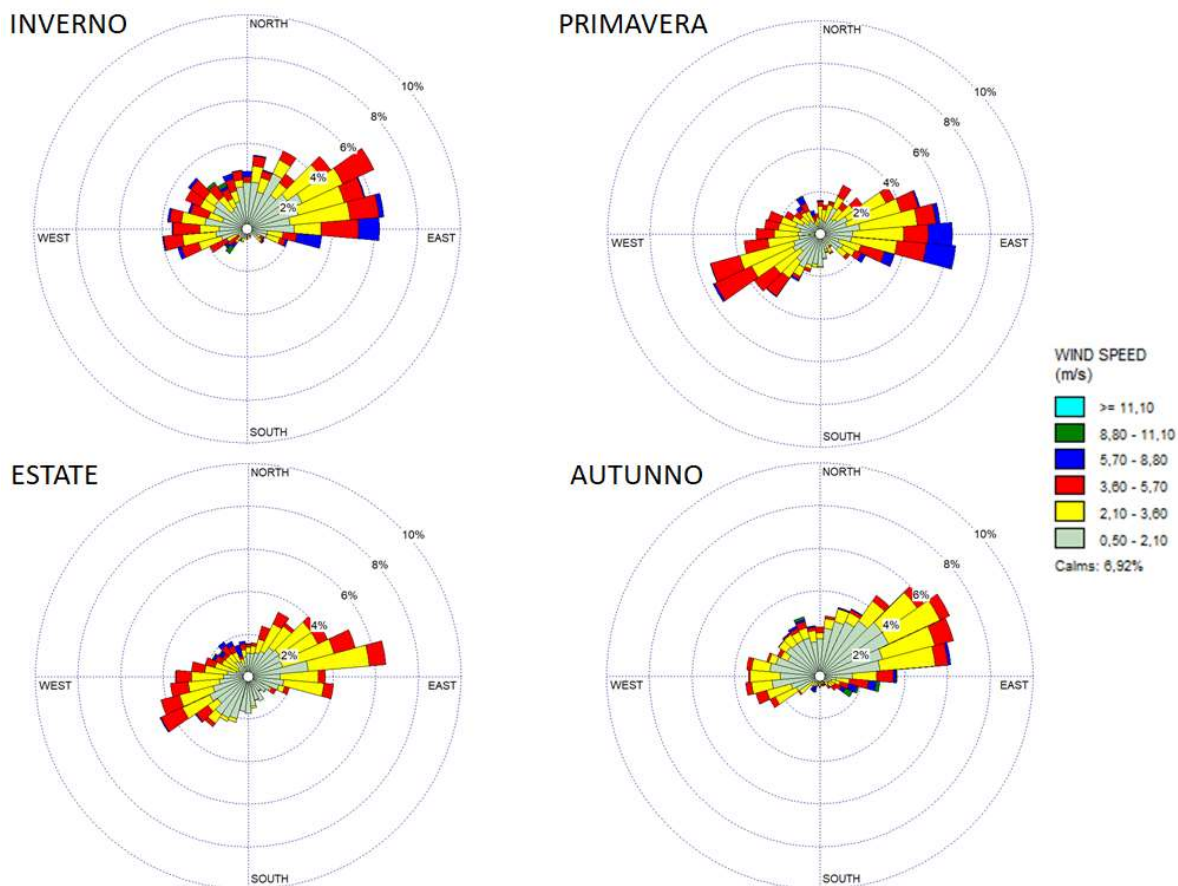 INVERNO
NORTH
10%
8%
6%
4%
2%
WEST
EAST
SOUTH
PRIMAVERA
NORTH
10%
8%
6%
4%
2%
WEST
EAST
SOUTH
ESTATE
NORTH
10%
8%
6%
4%
2%
WEST
EAST
SOUTH
AUTUNNO
NORTH
10%
8%
6%
4%
2%
WEST
EAST
SOUTH
WIND SPEED
(m/s)
>= 11,10
8,80 - 11,10
5,70 - 8,80
3,60 - 5,70
2,10 - 3,60
0,50 - 2,10
Calms: 6,92%